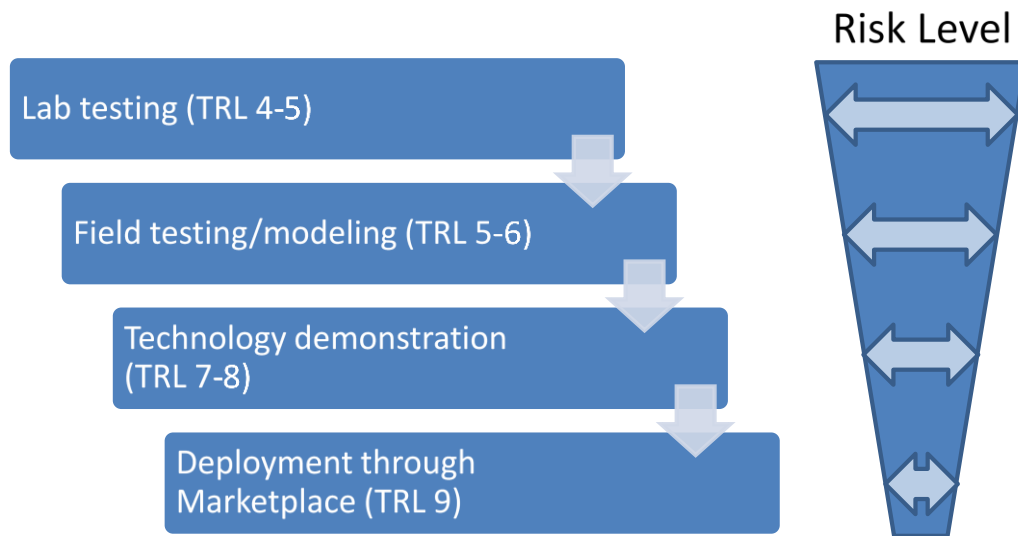 Risk Level
Lab testing (TRL 4-5)
Field testing/modeling (TRL 5-6)
Technology demonstration
(TRL 7-8)
Deployment through
Marketplace (TRL 9)